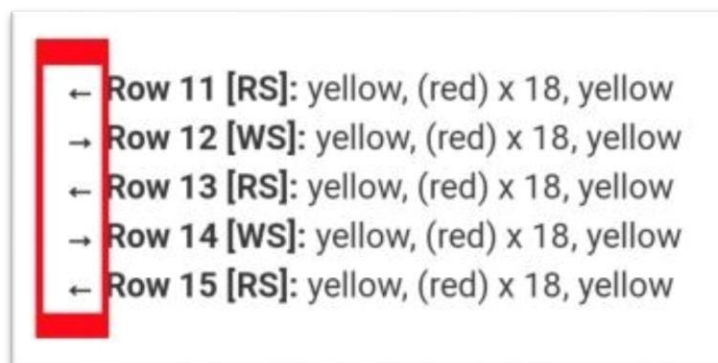 ← Row 11 [RS]: yellow, (red) x 18, yellow
→ Row 12 [WS]: yellow, (red) x 18, yellow
← Row 13 [RS]: yellow, (red) x 18, yellow
→ Row 14 [WS]: yellow, (red) x 18, yellow
← Row 15 [RS]: yellow, (red) x 18, yellow